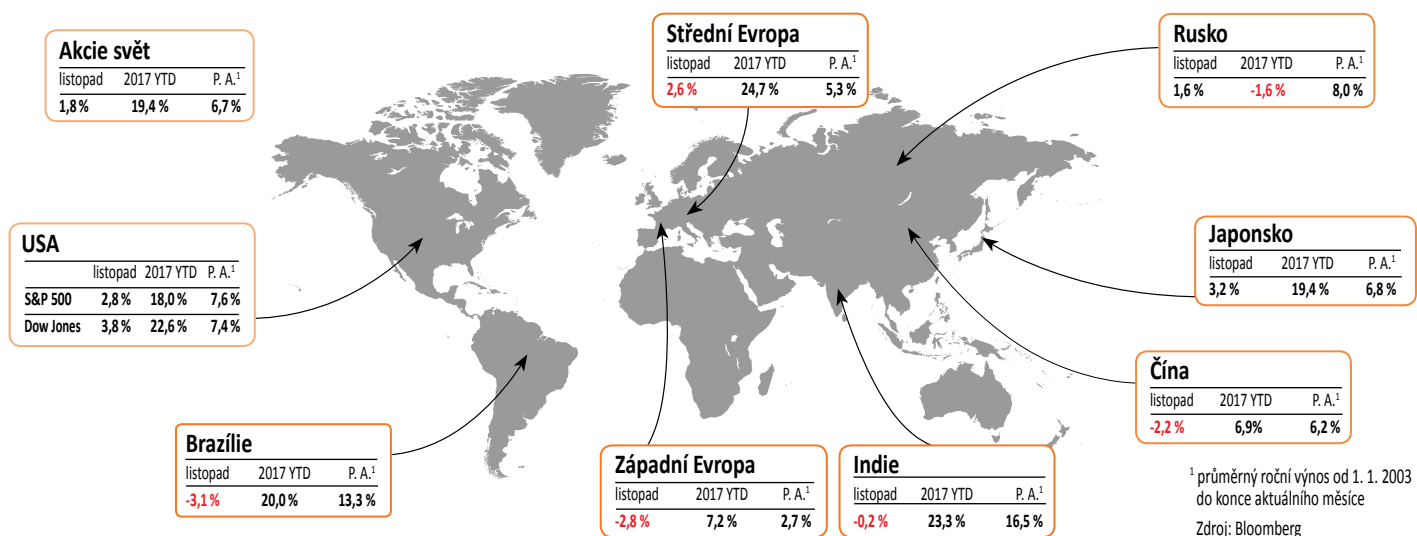 Akcie svět
listopad 2017 YTD P. A.¹
1,8 % 19,4 % 6,7 %
Střední Evropa
listopad 2017 YTD P. A.¹
2,6 % 24,7 % 5,3 %
Rusko
listopad 2017 YTD P. A.¹
1,6 % -1,6 % 8,0 %
USA
listopad 2017 YTD P. A.¹
S&P 500 2,8 % 18,0 % 7,6 %
Dow Jones 3,8 % 22,6 % 7,4 %
Japonsko
listopad 2017 YTD P. A.¹
3,2 % 19,4 % 6,8 %
Čína
listopad 2017 YTD P. A.¹
-2,2 % 6,9% 6,2 %
Brazílie
listopad 2017 YTD P. A.¹
-3,1 % 20,0 % 13,3 %
Západní Evropa
listopad 2017 YTD P. A.¹
-2,8 % 7,2 % 2,7 %
Indie
listopad 2017 YTD P. A.¹
-0,2 % 23,3 % 16,5 %
¹ průměrný roční výnos od 1. 1. 2003
do konce aktuálního měsíce
Zdroj: Bloomberg